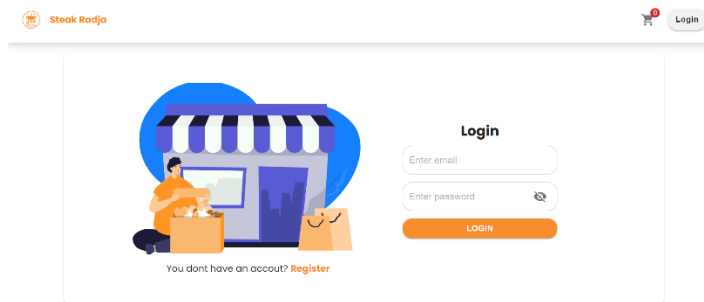 Steak Radja
0
Login
Login
Enter email
Enter password
LOGIN
You dont have an accout? Register